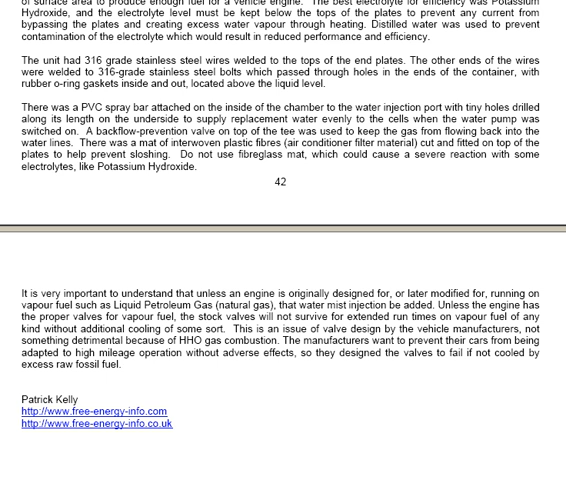 of surface area to produce enough fuel for a vehicle engine. The best electrolyte for efficiency was Potassium
Hydroxide, and the electrolyte level must be kept below the tops of the plates to prevent any current from
bypassing the plates and creating excess water vapour through heating. Distilled water was used to prevent
contamination of the electrolyte which would result in reduced performance and efficiency.
The unit had 316 grade stainless steel wires welded to the tops of the end plates. The other ends of the wires
were welded to 316-grade stainless steel bolts which passed through holes in the ends of the container, with
rubber o-ring gaskets inside and out, located above the liquid level.
There was a PVC spray bar attached on the inside of the chamber to the water injection port with tiny holes drilled
along its length on the underside to supply replacement water evenly to the cells when the water pump was
switched on. A backflow-prevention valve on top of the tee was used to keep the gas from flowing back into the
water lines. There was a mat of interwoven plastic fibres (air conditioner filter material) cut and fitted on top of the
plates to help prevent sloshing. Do not use fibreglass mat, which could cause a severe reaction with some
electrolytes, like Potassium Hydroxide.
42
It is very important to understand that unless an engine is originally designed for, or later modified for, running on
vapour fuel such as Liquid Petroleum Gas (natural gas), that water mist injection be added. Unless the engine has
the proper valves for vapour fuel, the stock valves will not survive for extended run times on vapour fuel of any
kind without additional cooling of some sort. This is an issue of valve design by the vehicle manufacturers, not
something detrimental because of HHO gas combustion. The manufacturers want to prevent their cars from being
adapted to high mileage operation without adverse effects, so they designed the valves to fail if not cooled by
excess raw fossil fuel.
Patrick Kelly
http://www.free-energy-info.com
http://www.free-energy-info.co.uk